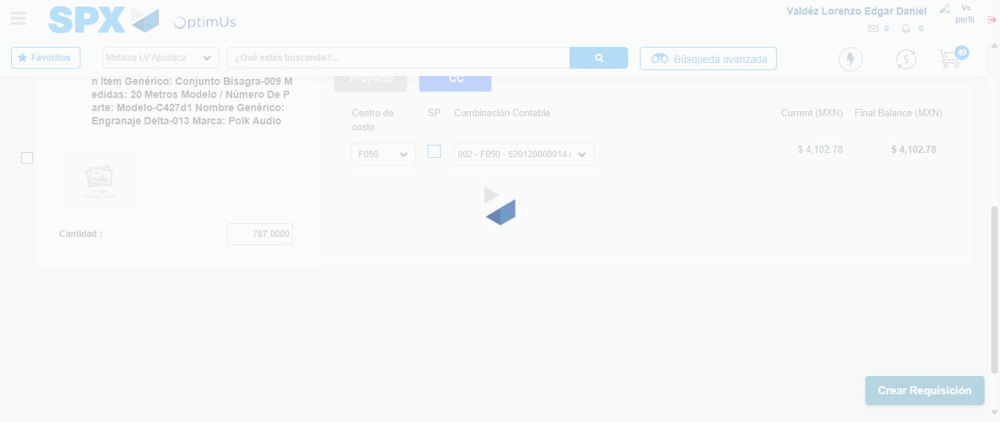 SPX
OptimUs
Valdéz Lorenzo Edgar Daniel
Ve
perfil
0
0
Favoritos
Metalsa LV Apodaca
¿Qué estás buscando?...
Búsqueda avanzada
49
n Ítem Genérico: Conjunto Bisagra-009 M
edidas: 20 Metros Modelo / Número De P
arte: Modelo-C427d1 Nombre Genérico:
Engranaje Delta-013 Marca: Polk Audio
Proyecto
CC
Centro de
costo
SP
Combinación Contable
Current (MXN)
Final Balance (MXN)
F050
002 - F050 - 620120000014 /
$ 4,102.78
$ 4,102.78
Image
Coming Soon
Cantidad :
787.0000
Crear Requisición